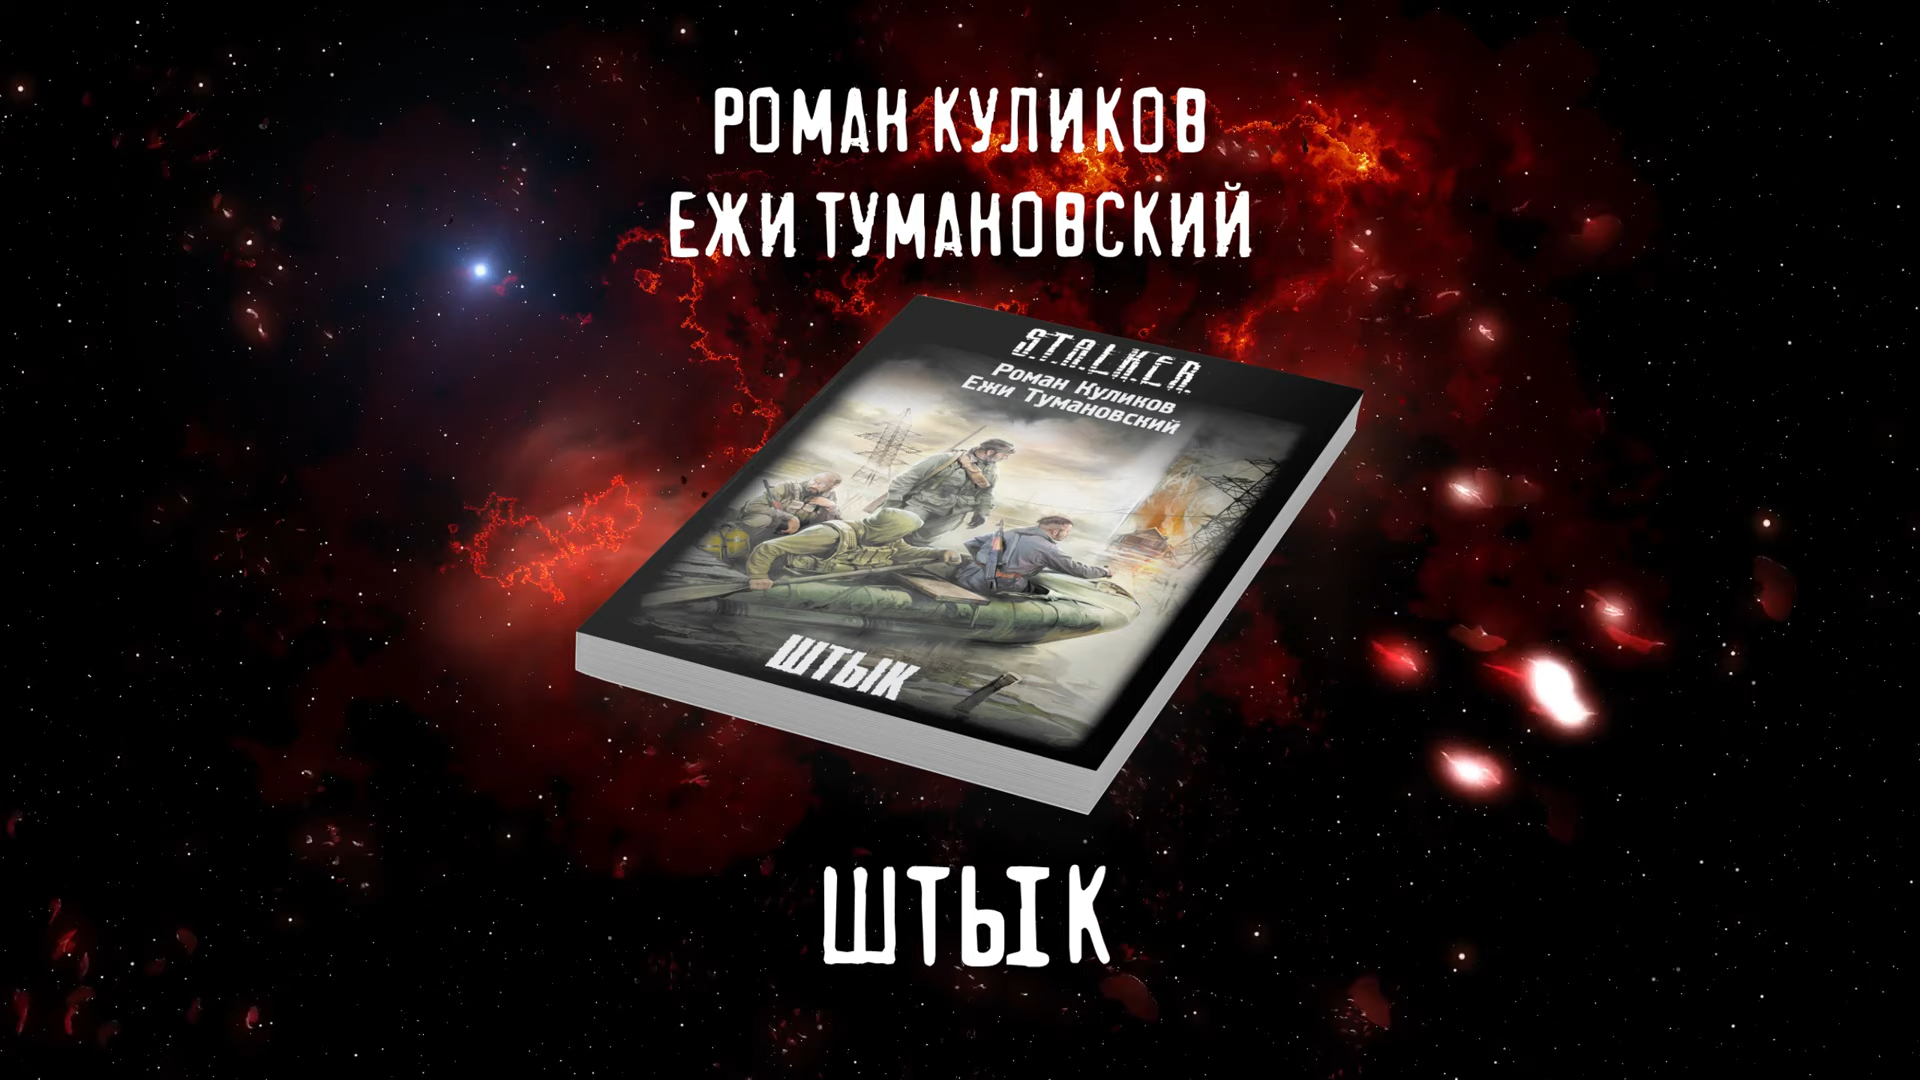 РОМАН КУЛИКОВ
ЕЖИ ТУМАНОВСКИЙ
S.T.A.L.K.E.R.
Роман Куликов
Ежи Тумановский
ШТЫК
ШТЫК